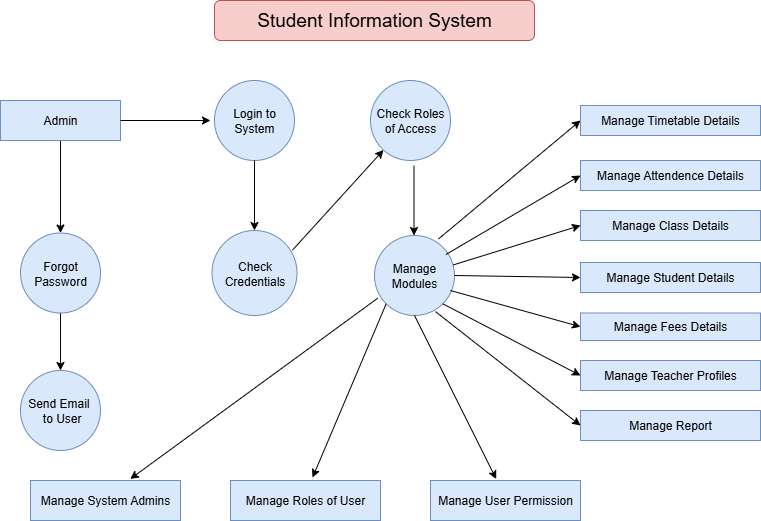 Student Information System
Admin
Login to
System
Check Roles
of Access
Manage Timetable Details
Manage Attendence Details
Manage Class Details
Forgot
Password
Check
Credentials
Manage
Modules
Manage Student Details
Manage Fees Details
Manage Teacher Profiles
Send Email
to User
Manage Report
Manage System Admins
Manage Roles of User
Manage User Permission